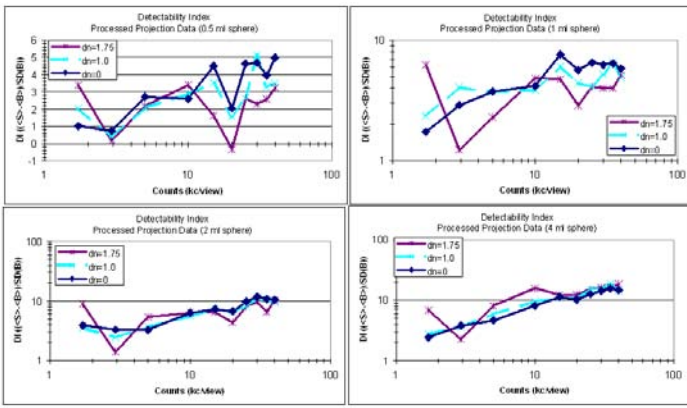 Detectability Index
Processed Projection Data (0.5 ml sphere)
DI ((<S>-<B>)/SD(B))
6
5
4
3
2
1
0
-1
dn=1.75
dn=1.0
dn=0
1
10
100
Counts (kc/view)
Detectability Index
Processed Projection Data (1 ml sphere)
DI ((<S>-<B>)/SD(B))
10
1
dn=1.75
dn=1.0
dn=0
1
10
100
Counts (kc/view)
Detectability Index
Processed Projection Data (2 ml sphere)
DI ((<S>-<B>)/SD(B))
100
10
1
dn=1.75
dn=1.0
dn=0
1
10
100
Counts (kc/view)
Detectability Index
Processed Projection Data (4 ml sphere)
DI ((<S>-<B>)/SD(B))
100
10
1
dn=1.75
dn=1.0
dn=0
1
10
100
Counts (kc/view)